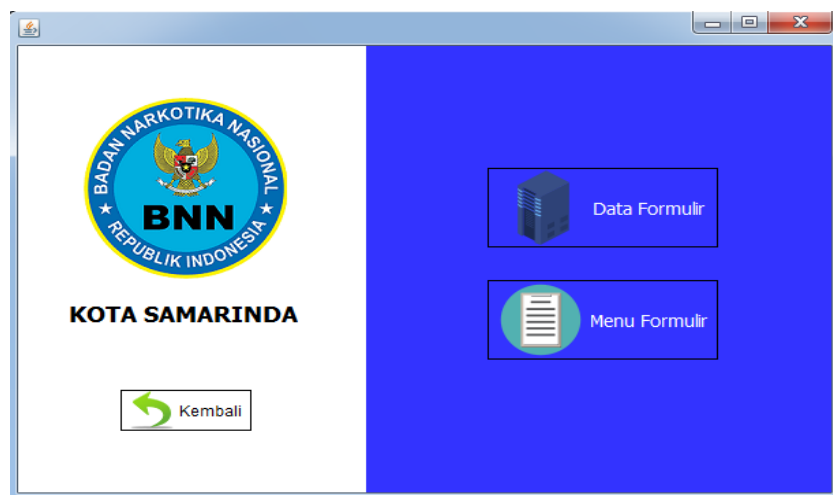 BADAN NARKOTIKA NASIONAL
BNN
★ REPUBLIK INDONESIA ★
KOTA SAMARINDA
Kembali
Data Formulir
Menu Formulir